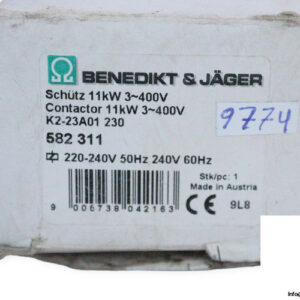 BENEDIKT & JÄGER
Schütz 11kW 3~400V
Contactor 11kW 3~400V
K2-23A01 230
9774
582 311
220-240V 50Hz 240V 60Hz
Stk/pc: 1
Made in Austria
9 006738 042163
CE 9L8